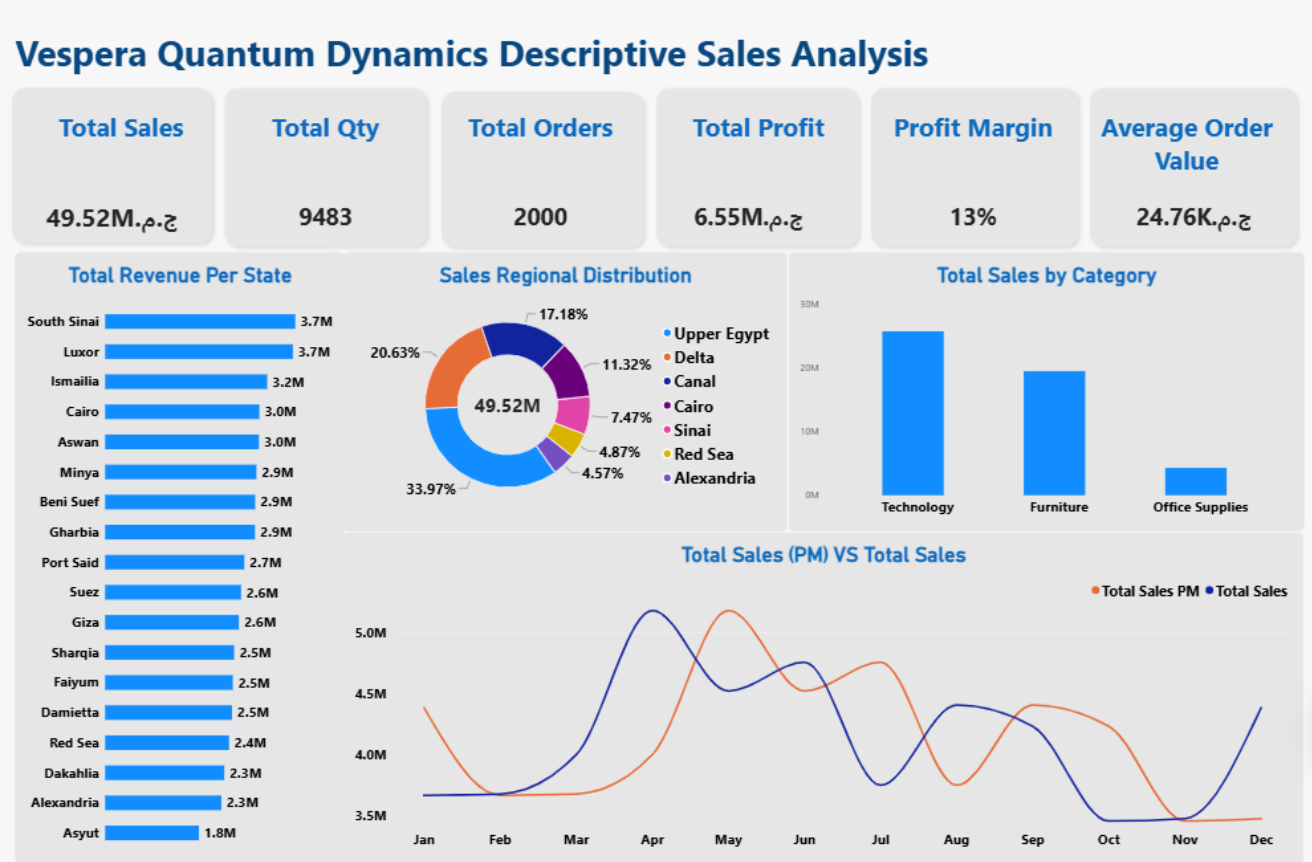 Vespera Quantum Dynamics Descriptive Sales Analysis
Total Sales
49.52M.ج.م
Total Qty
9483
Total Orders
2000
Total Profit
6.55M.ج.م
Profit Margin
13%
Average Order
Value
24.76K.ج.م
Total Revenue Per State
South Sinai 3.7M
Luxor 3.7M
Ismailia 3.2M
Cairo 3.0M
Aswan 3.0M
Minya 2.9M
Beni Suef 2.9M
Gharbia 2.9M
Port Said 2.7M
Suez 2.6M
Giza 2.6M
Sharqia 2.5M
Faiyum 2.5M
Damietta 2.5M
Red Sea 2.4M
Dakahlia 2.3M
Alexandria 2.3M
Asyut 1.8M
Sales Regional Distribution
17.18%
20.63%
11.32%
49.52M
7.47%
4.87%
4.57%
33.97%
Upper Egypt
Delta
Canal
Cairo
Sinai
Red Sea
Alexandria
Total Sales by Category
30M
20M
10M
0M
Technology Furniture Office Supplies
Total Sales (PM) VS Total Sales
Total Sales PM Total Sales
5.0M
4.5M
4.0M
3.5M
Jan Feb Mar Apr May Jun Jul Aug Sep Oct Nov Dec